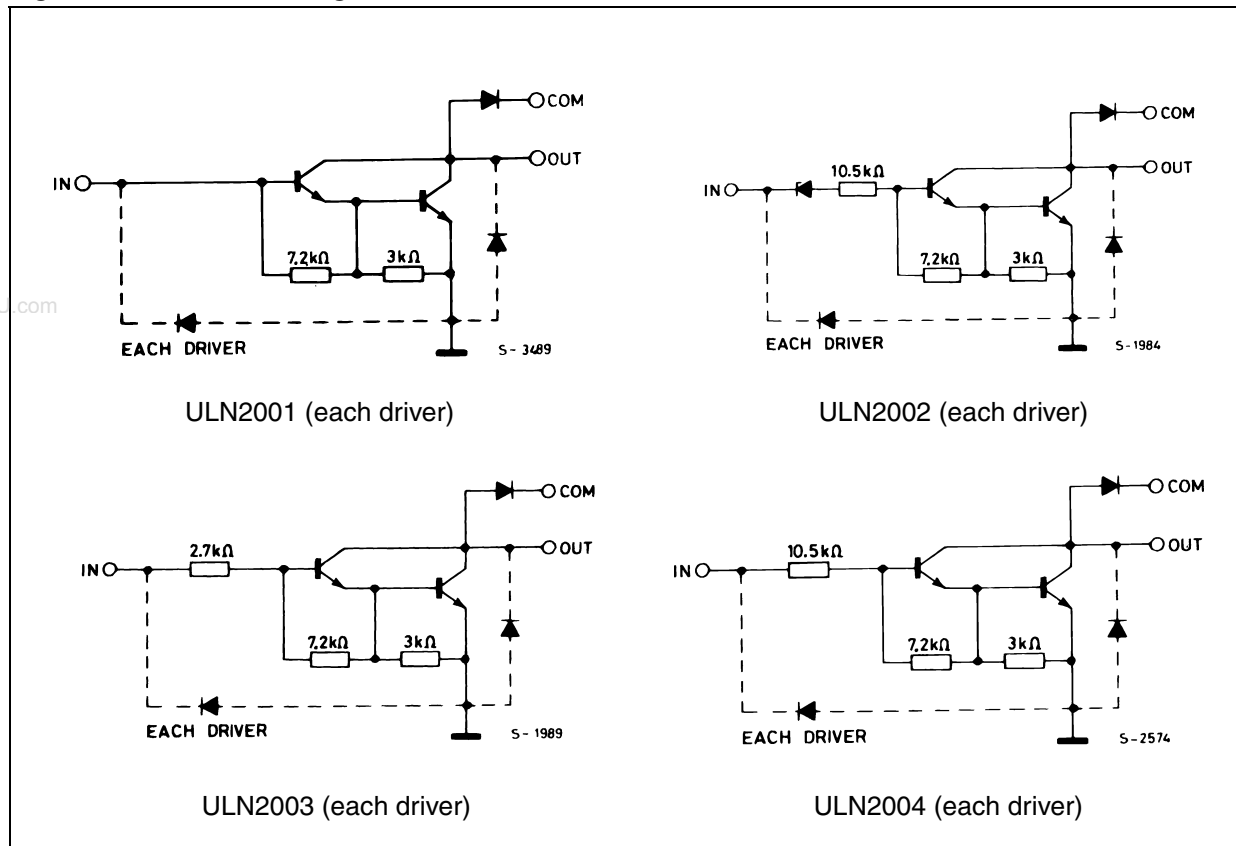 J.com
COM
OUT
IN
7.2kΩ
3kΩ
EACH DRIVER
S- 3489
ULN2001 (each driver)
COM
OUT
10.5kΩ
IN
7.2kΩ
3kΩ
EACH DRIVER
S-1984
ULN2002 (each driver)
COM
OUT
2.7kΩ
IN
7.2kΩ
3kΩ
EACH DRIVER
S- 1989
ULN2003 (each driver)
COM
OUT
10.5kΩ
IN
7.2kΩ
3kΩ
EACH DRIVER
S-2574
ULN2004 (each driver)